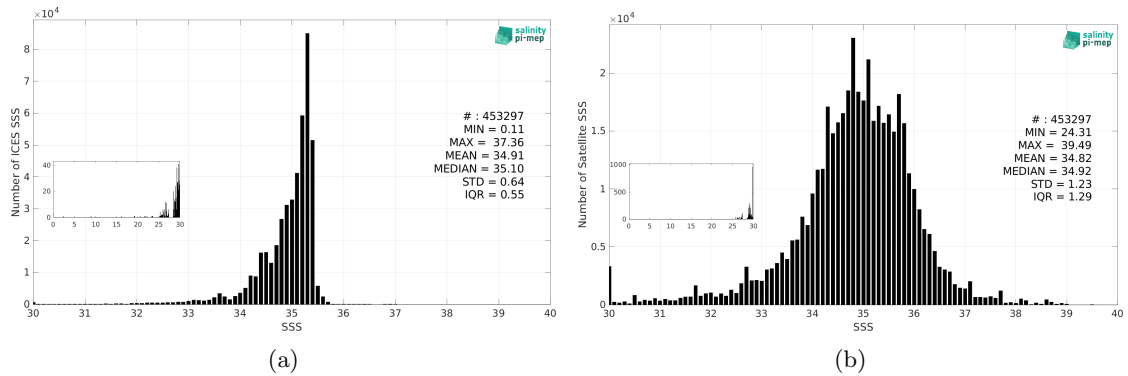 ×10⁴
9
8
7
6
5
4
3
2
1
0
30 31 32 33 34 35 36 37 38 39 40
SSS
Number of ICES SSS
salinity
pi-mep
# : 453297
MIN = 0.11
MAX = 37.36
MEAN = 34.91
MEDIAN = 35.10
STD = 0.64
IQR = 0.55
40
20
0
0 5 10 15 20 25 30
(a)
×10⁴
2
1.5
1
0.5
0
30 31 32 33 34 35 36 37 38 39 40
SSS
Number of Satellite SSS
salinity
pi-mep
# : 453297
MIN = 24.31
MAX = 39.49
MEAN = 34.82
MEDIAN = 34.92
STD = 1.23
IQR = 1.29
1000
500
0
0 5 10 15 20 25 30
(b)